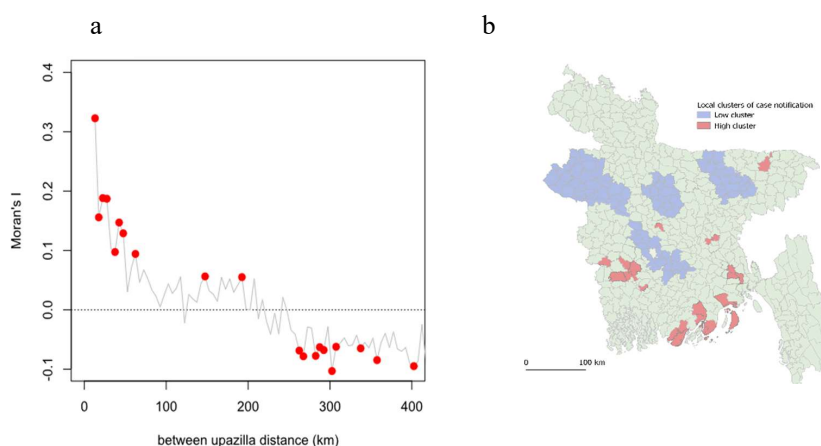 a
b
Moran's I
0.4
0.3
0.2
0.1
0.0
-0.1
0
100
200
300
400
between upazilla distance (km)
Local clusters of case notification
Low cluster
High cluster
0
100 km